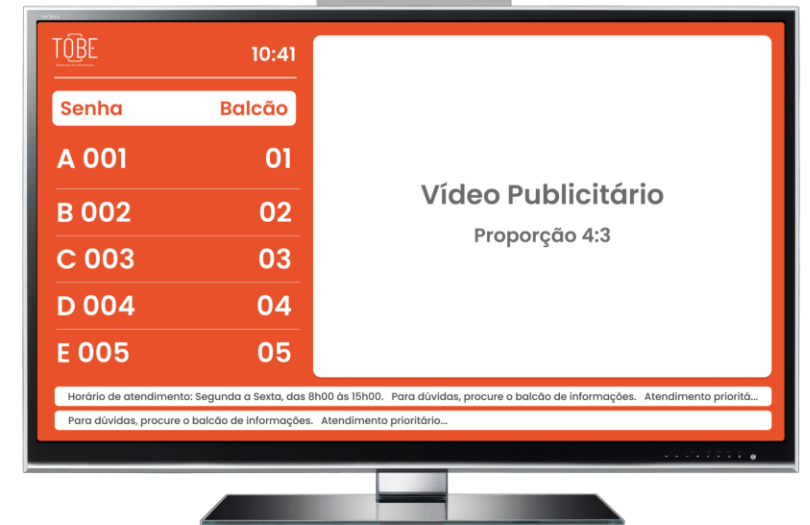 TOBE
10:41
Senha Balcão
A 001 01
B 002 02
C 003 03
D 004 04
E 005 05
Vídeo Publicitário
Proporção 4:3
Horário de atendimento: Segunda a Sexta, das 8h00 às 15h00. Para dúvidas, procure o balcão de informações. Atendimento prioritá...
Para dúvidas, procure o balcão de informações. Atendimento prioritário...